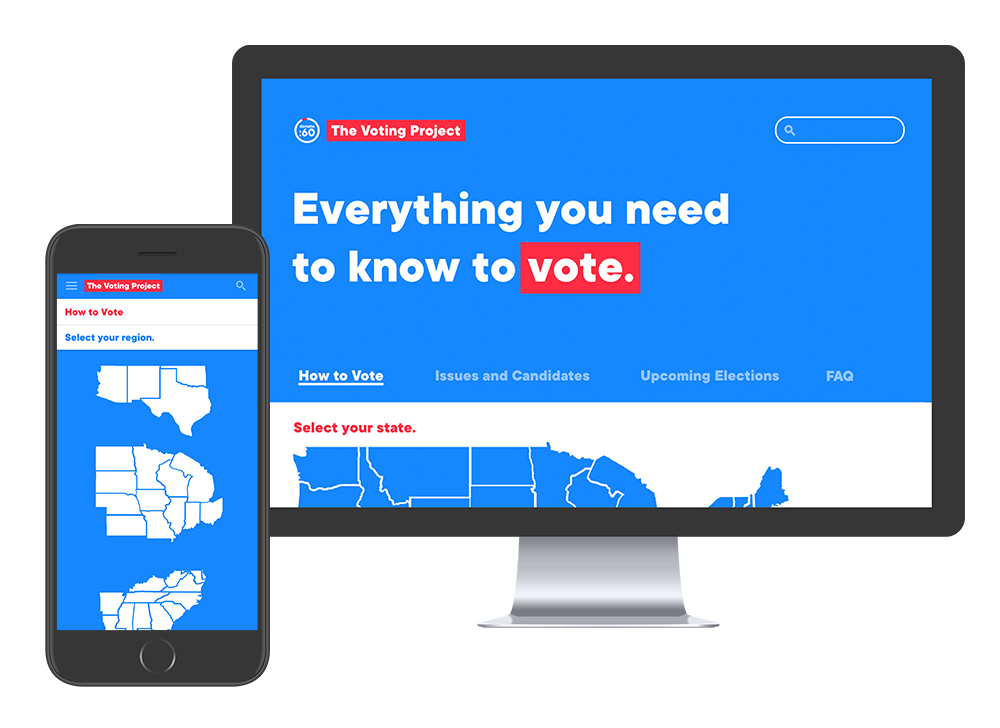 donate
:60
The Voting Project
Everything you need
to know to vote.
How to Vote
Issues and Candidates
Upcoming Elections
FAQ
Select your state.
The Voting Project
How to Vote
Select your region.